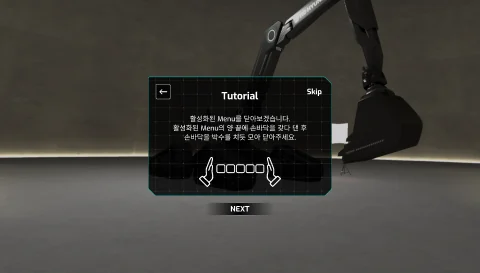 Tutorial
Skip
활성화된 Menu를 닫아보겠습니다.
활성화된 Menu의 양 끝에 손바닥을 갖다 댄 후
손바닥을 박수를 치듯 모아 닫아주세요.
NEXT